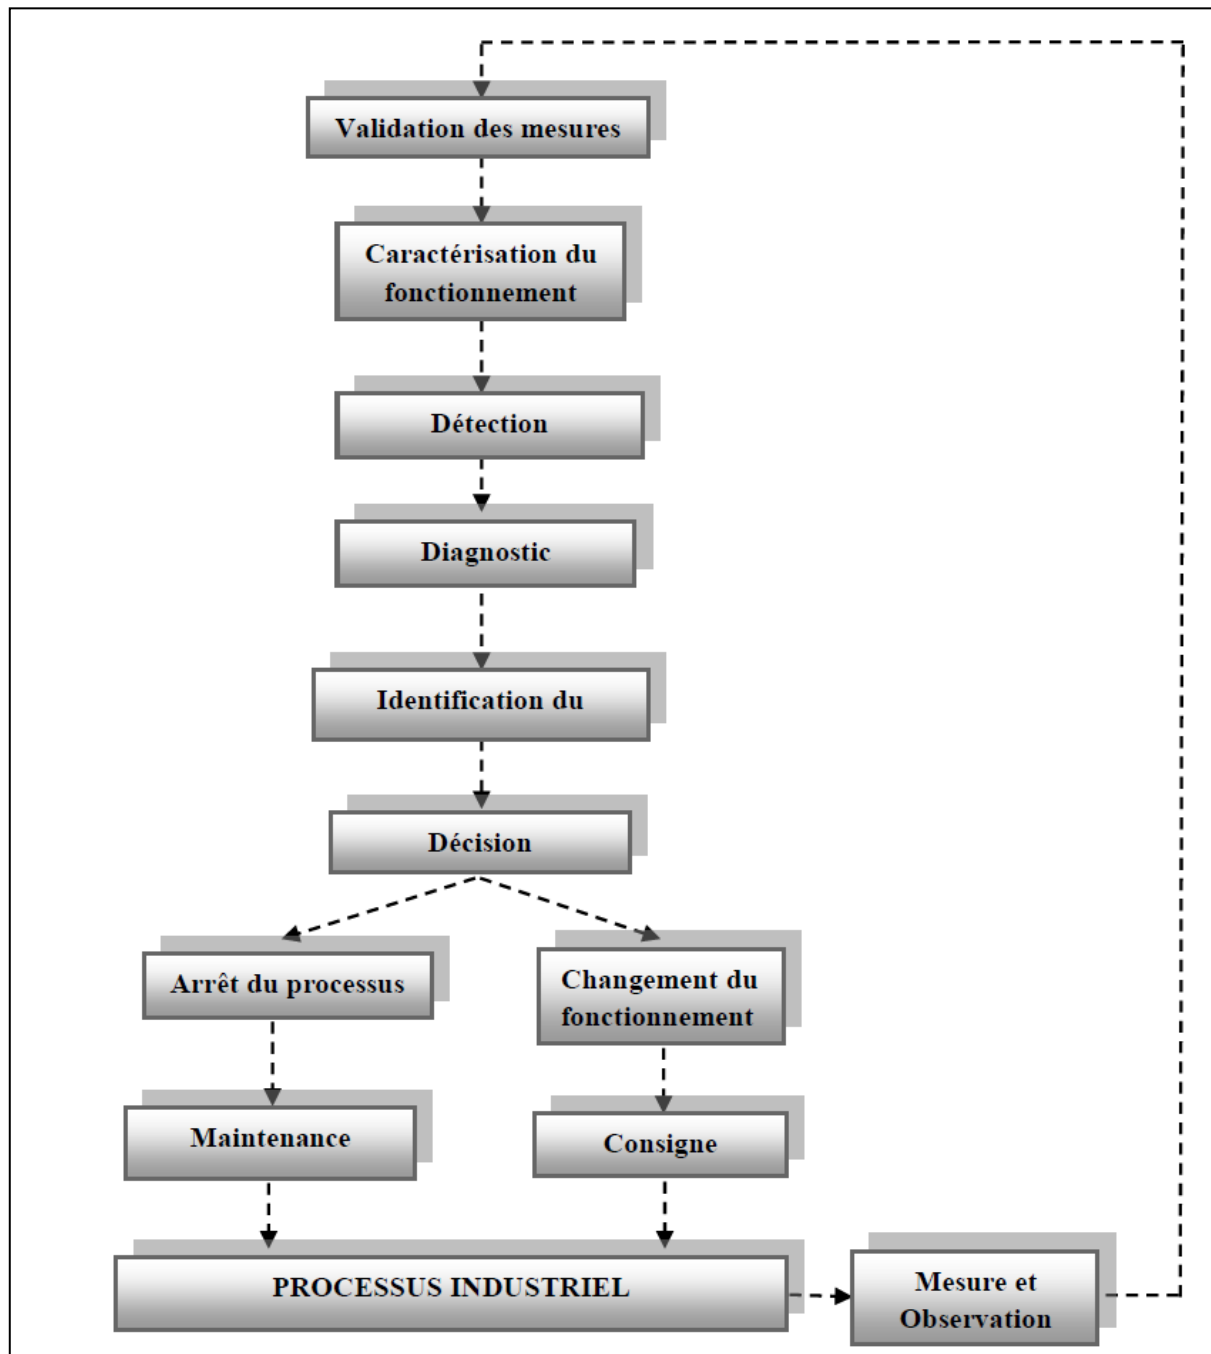 Validation des mesures
Caractérisation du
fonctionnement
Détection
Diagnostic
Identification du
Décision
Arrêt du processus
Changement du
fonctionnement
Maintenance
Consigne
PROCESSUS INDUSTRIEL
Mesure et
Observation